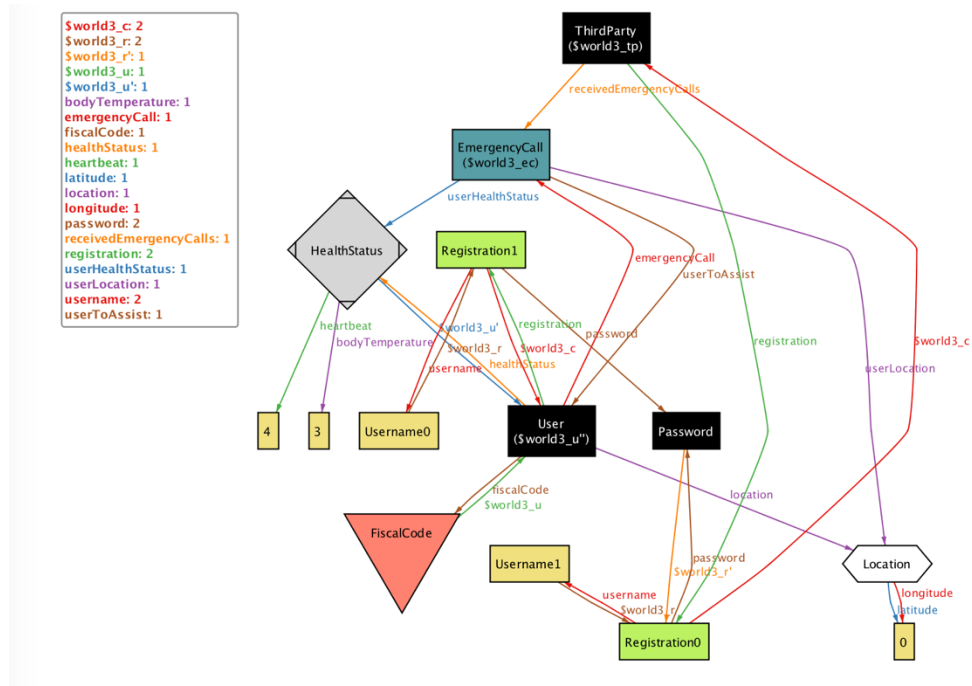 $world3_c: 2
$world3_r: 2
$world3_r': 1
$world3_u: 1
$world3_u': 1
bodyTemperature: 1
emergencyCall: 1
fiscalCode: 1
healthStatus: 1
heartbeat: 1
latitude: 1
location: 1
longitude: 1
password: 2
receivedEmergencyCalls: 1
registration: 2
userHealthStatus: 1
userLocation: 1
username: 2
userToAssist: 1
ThirdParty
($world3_tp)
receivedEmergencyCalls
EmergencyCall
($world3_ec)
userHealthStatus
HealthStatus
Registration1
emergencyCall
userToAssist
heartbeat
bodyTemperature
$world3_u'
$world3_r
username
registration
$world3_c
healthStatus
password
registration
$world3_c
userLocation
4
3
Username0
User
($world3_u")
Password
fiscalCode
$world3_u
location
FiscalCode
Username1
password
$world3_r'
Location
username
$world3_r
longitude
latitude
Registration0
0